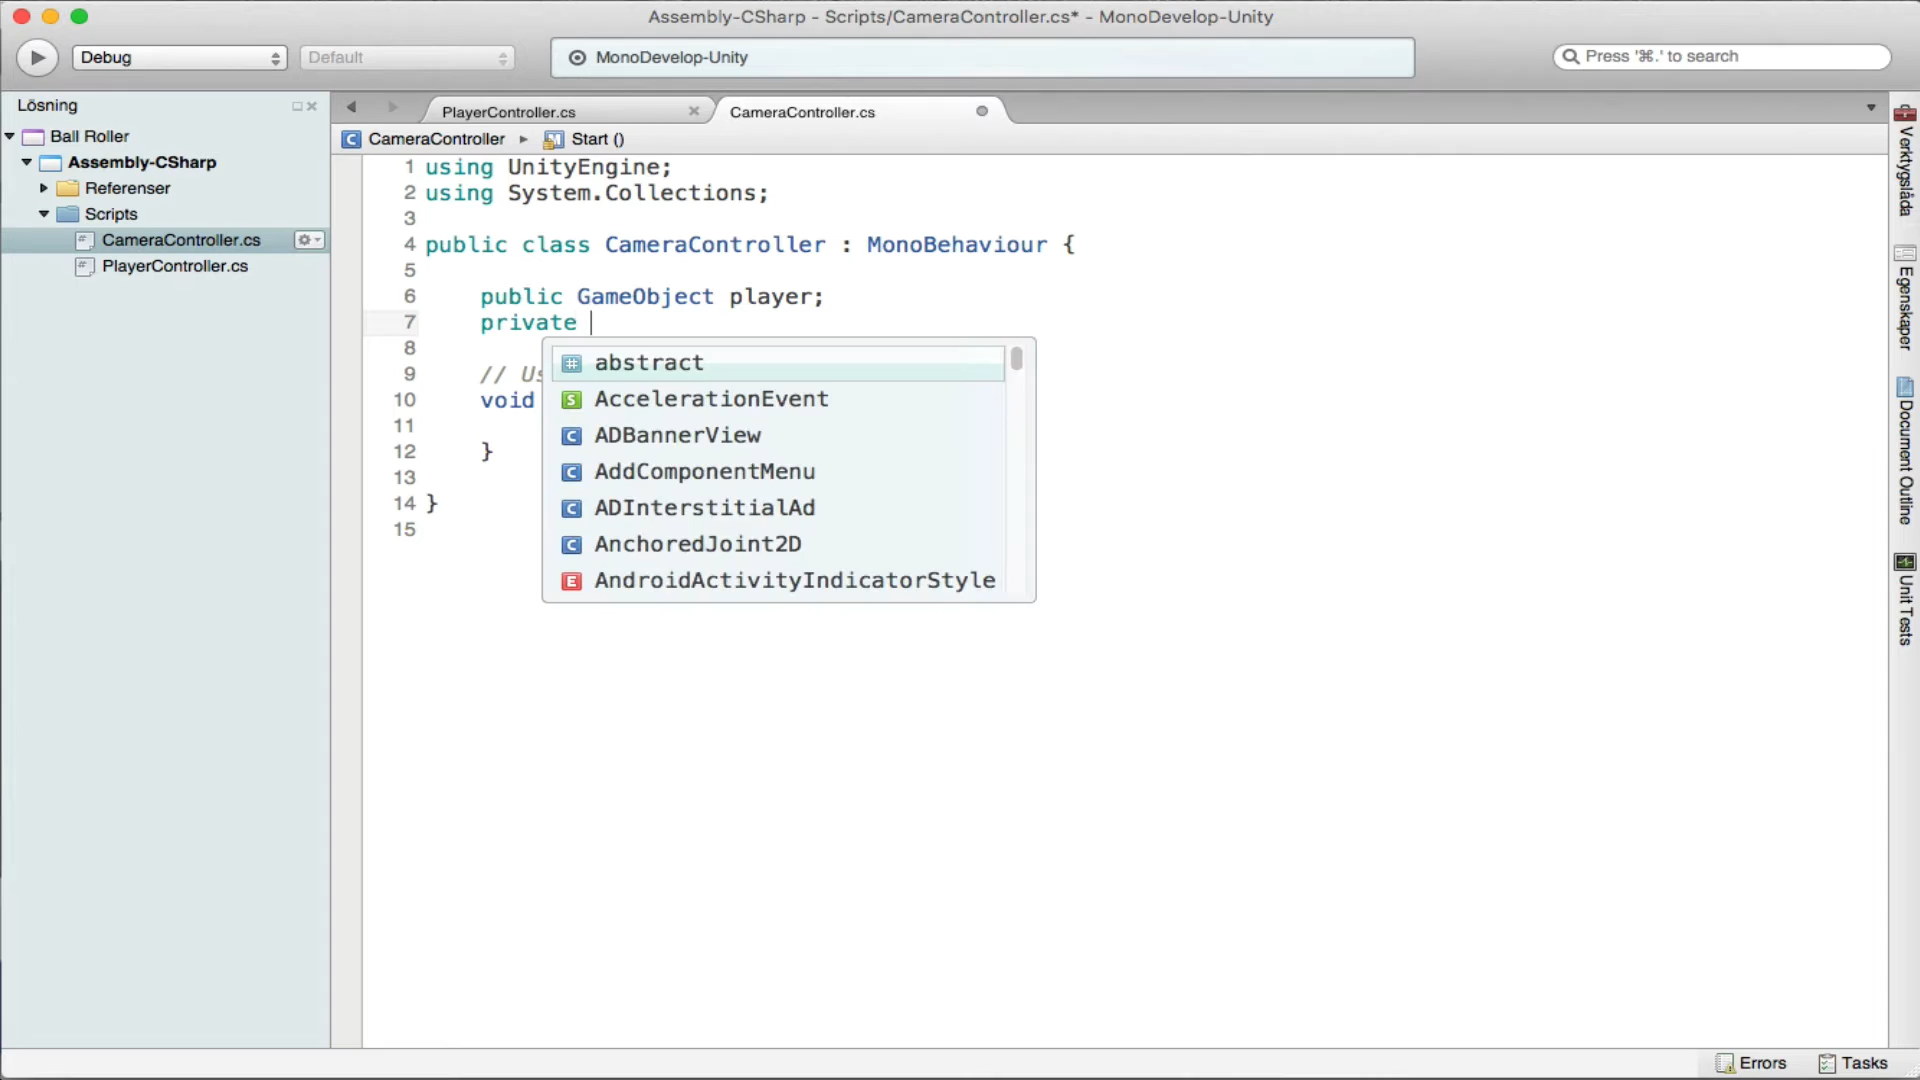 Assembly-CSharp - Scripts/CameraController.cs* - MonoDevelop-Unity
Debug
Default
MonoDevelop-Unity
Press '⌘.' to search
Lösning
Ball Roller
Assembly-CSharp
Referenser
Scripts
CameraController.cs
PlayerController.cs
PlayerController.cs
CameraController.cs
CameraController
Start ()
1 using UnityEngine;
2 using System.Collections;
3
4 public class CameraController : MonoBehaviour {
5
6 public GameObject player;
7 private
8
9 // Us
10 void
11
12 }
13
14 }
15
abstract
AccelerationEvent
ADBannerView
AddComponentMenu
ADInterstitialAd
AnchoredJoint2D
AndroidActivityIndicatorStyle
Verktygslåda
Egenskaper
Document Outline
Unit Tests
Errors
Tasks